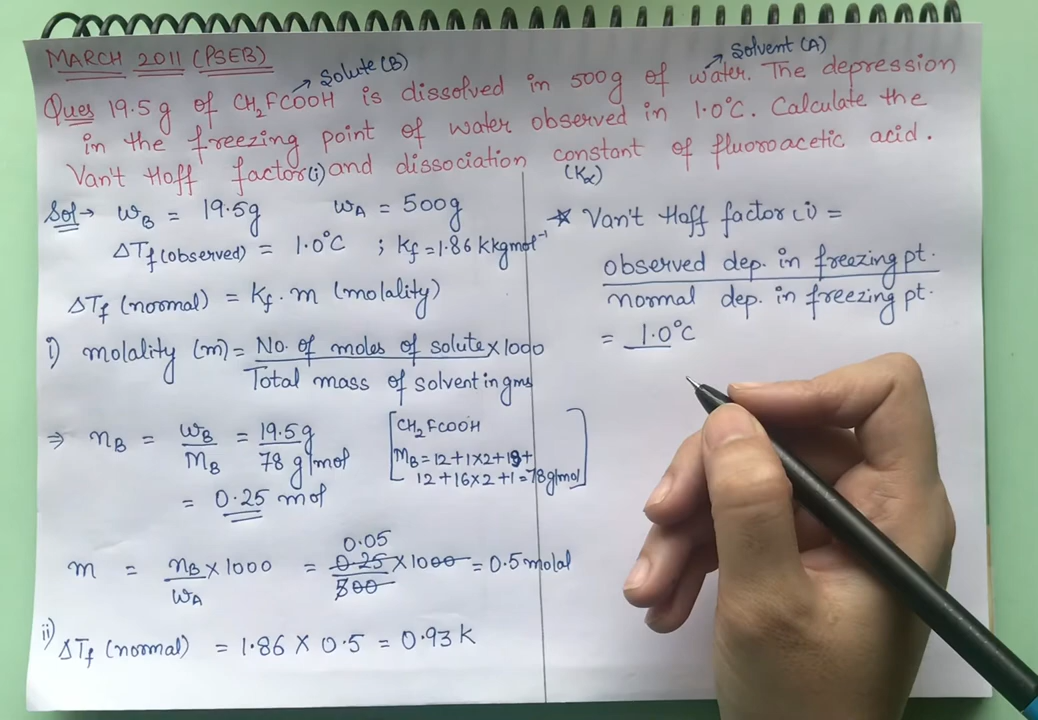 MARCH 2011 (PSEB)
→ Solute (B)
→ Solvent (A)
Ques 19.5g of CH₂FCOOH is dissolved in 500g of water. The depression
in the freezing point of water observed in 1.0°C. Calculate the
Van't Hoff factor(i) and dissociation constant of fluoroacetic acid.
(K∝)
Sol→ WB = 19.5g WA = 500g
ΔTf (observed) = 1.0°C ; Kf = 1.86 K kg mol⁻¹
ΔTf (normal) = Kf . m (molality)
i) molality (m) = No. of moles of solute × 1000
Total mass of solvent in gms
⇒ nB = WB/MB = 19.5g/78 g/mol
= 0.25 mol
[CH₂FCOOH
MB = 12+1×2+19+
12+16×2+1=78g/mol]
0.05
m = nB/WA × 1000 = 0.25/500 × 1000 = 0.5 molal
ii) ΔTf (normal) = 1.86 × 0.5 = 0.93 K
* Van't Hoff factor (i) =
observed dep. in freezing pt.
normal dep. in freezing pt.
= 1.0°C